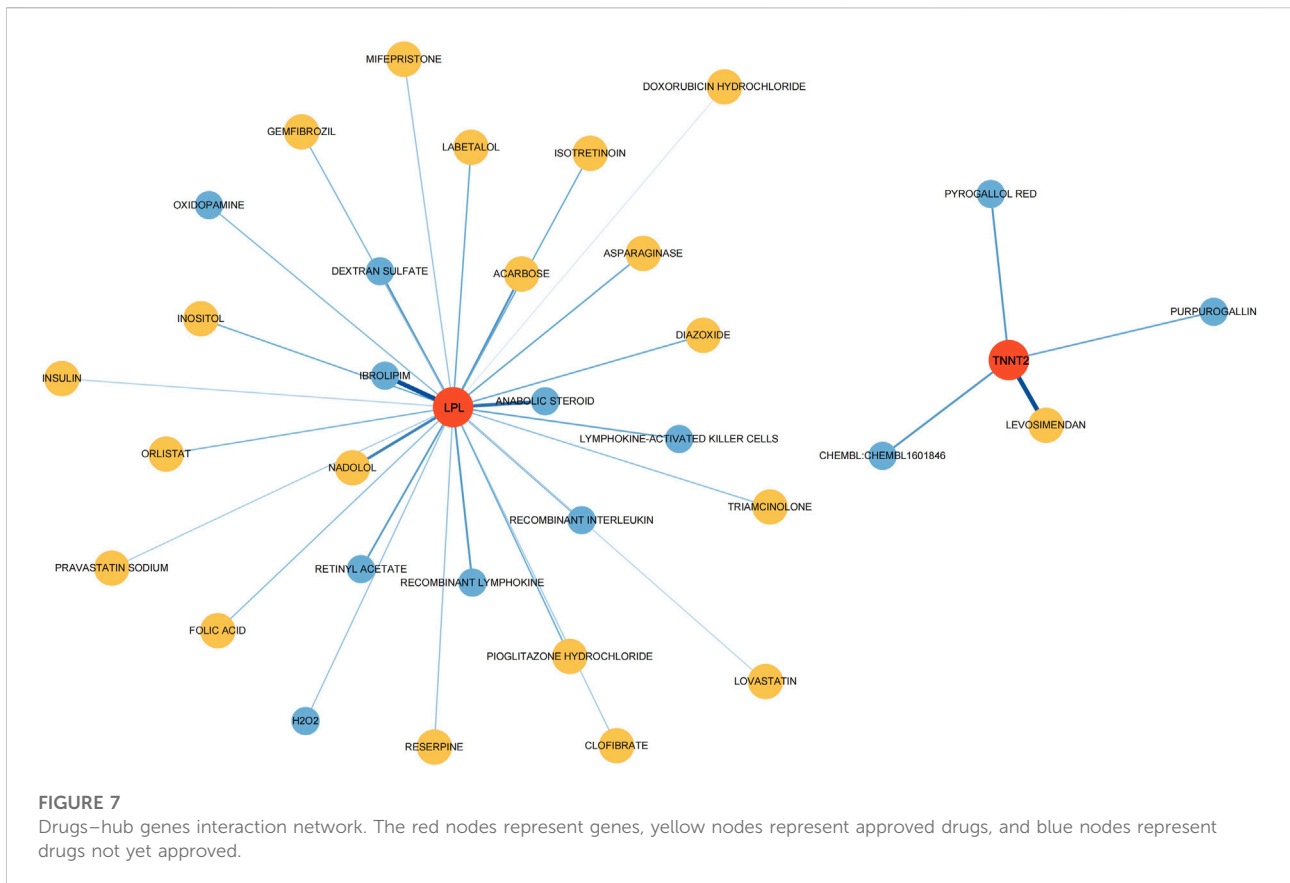 MIFEPRISTONE
DOXORUBICIN HYDROCHLORIDE
GEMFIBROZIL
LABETALOL
ISOTRETINOIN
PYROGALLOL RED
OXIDOPAMINE
DEXTRAN SULFATE
ACARBOSE
ASPARAGINASE
PURPUROGALLIN
INOSITOL
DIAZOXIDE
TNNT2
INSULIN
IBROLIPIM
LPL
ANABOLIC STEROID
LEVOSIMENDAN
LYMPHOKINE-ACTIVATED KILLER CELLS
CHEMBL:CHEMBL1601846
ORLISTAT
NADOLOL
TRIAMCINOLONE
RECOMBINANT INTERLEUKIN
PRAVASTATIN SODIUM
RETINYL ACETATE
RECOMBINANT LYMPHOKINE
FOLIC ACID
PIOGLITAZONE HYDROCHLORIDE
LOVASTATIN
H2O2
RESERPINE
CLOFIBRATE
FIGURE 7
Drugs–hub genes interaction network. The red nodes represent genes, yellow nodes represent approved drugs, and blue nodes represent
drugs not yet approved.